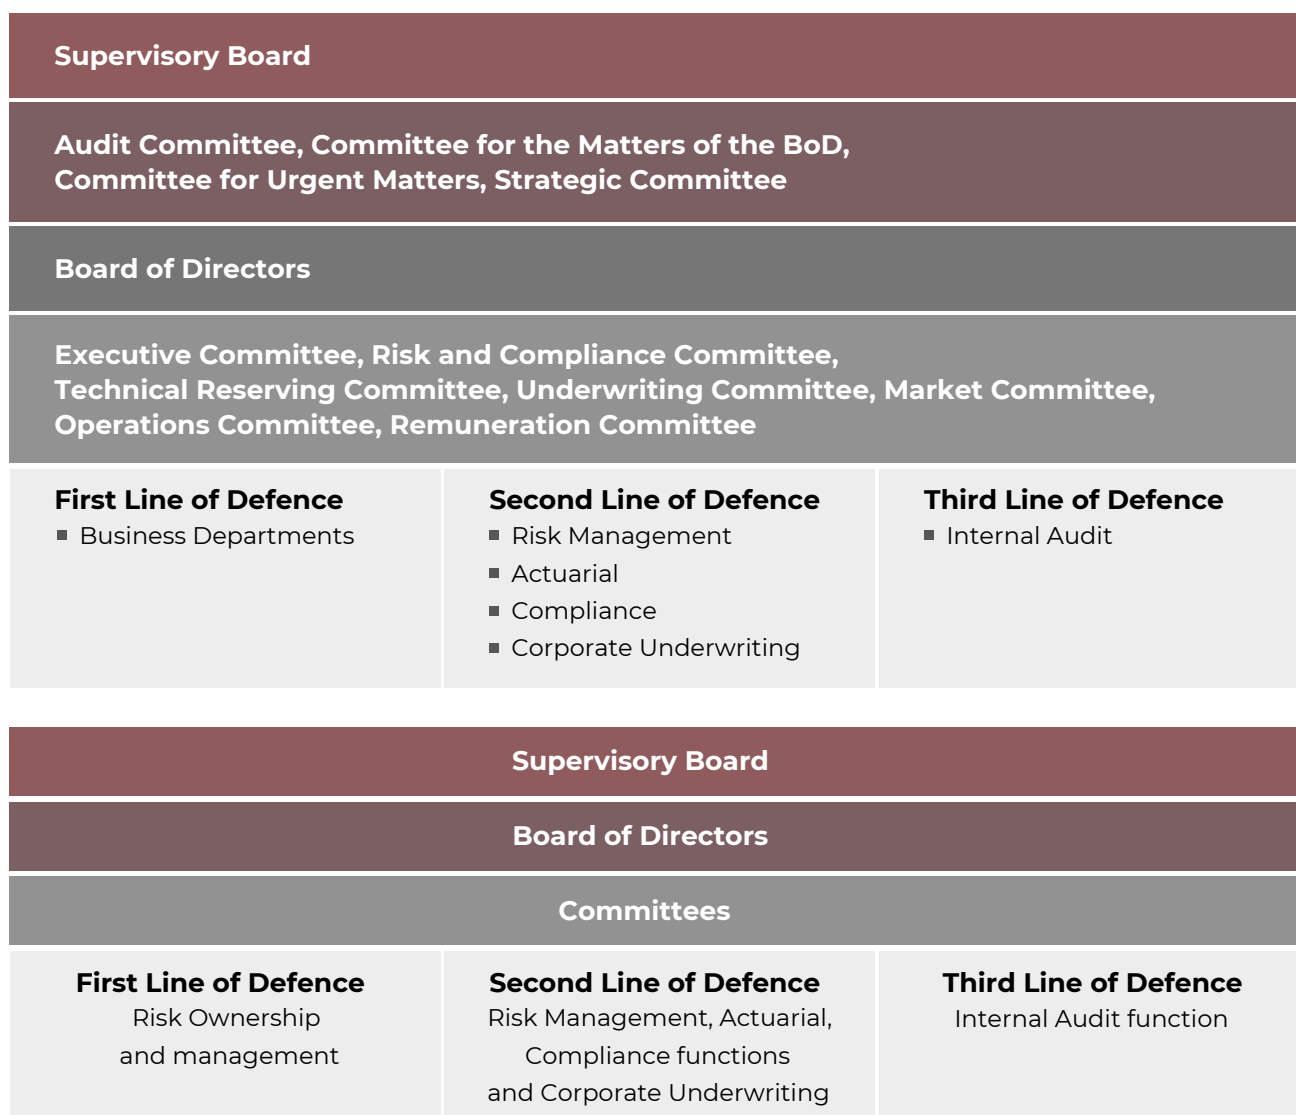 Supervisory Board
Audit Committee, Committee for the Matters of the BoD,
Committee for Urgent Matters, Strategic Committee
Board of Directors
Executive Committee, Risk and Compliance Committee,
Technical Reserving Committee, Underwriting Committee, Market Committee,
Operations Committee, Remuneration Committee
First Line of Defence
Business Departments
Second Line of Defence
Risk Management
Actuarial
Compliance
Corporate Underwriting
Third Line of Defence
Internal Audit
Supervisory Board
Board of Directors
Committees
First Line of Defence
Risk Ownership
and management
Second Line of Defence
Risk Management, Actuarial,
Compliance functions
and Corporate Underwriting
Third Line of Defence
Internal Audit function